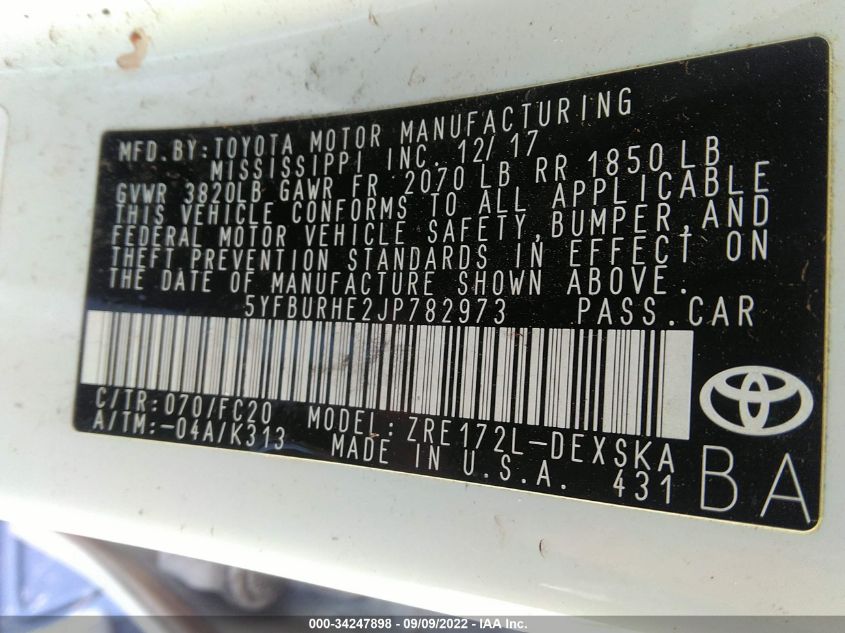 MFD. BY: TOYOTA MOTOR MANUFACTURING
MISSISSIPPI INC. 12/17
GVWR 3820LB GAWR FR 2070 LB RR 1850LB
THIS VEHICLE CONFORMS TO ALL APPLICABLE
FEDERAL MOTOR VEHICLE SAFETY, BUMPER, AND
THEFT PREVENTION STANDARDS IN EFFECT ON
THE DATE OF MANUFACTURE SHOWN ABOVE.
5YFBURHE2JP782973 PASS. CAR
C/TR: 070/FC20 MODEL: ZRE172L-DEXSKA
A/TM: -04A/K313 MADE IN U.S.A. 431
BA
000-34247898 - 09/09/2022 - IAA Inc.